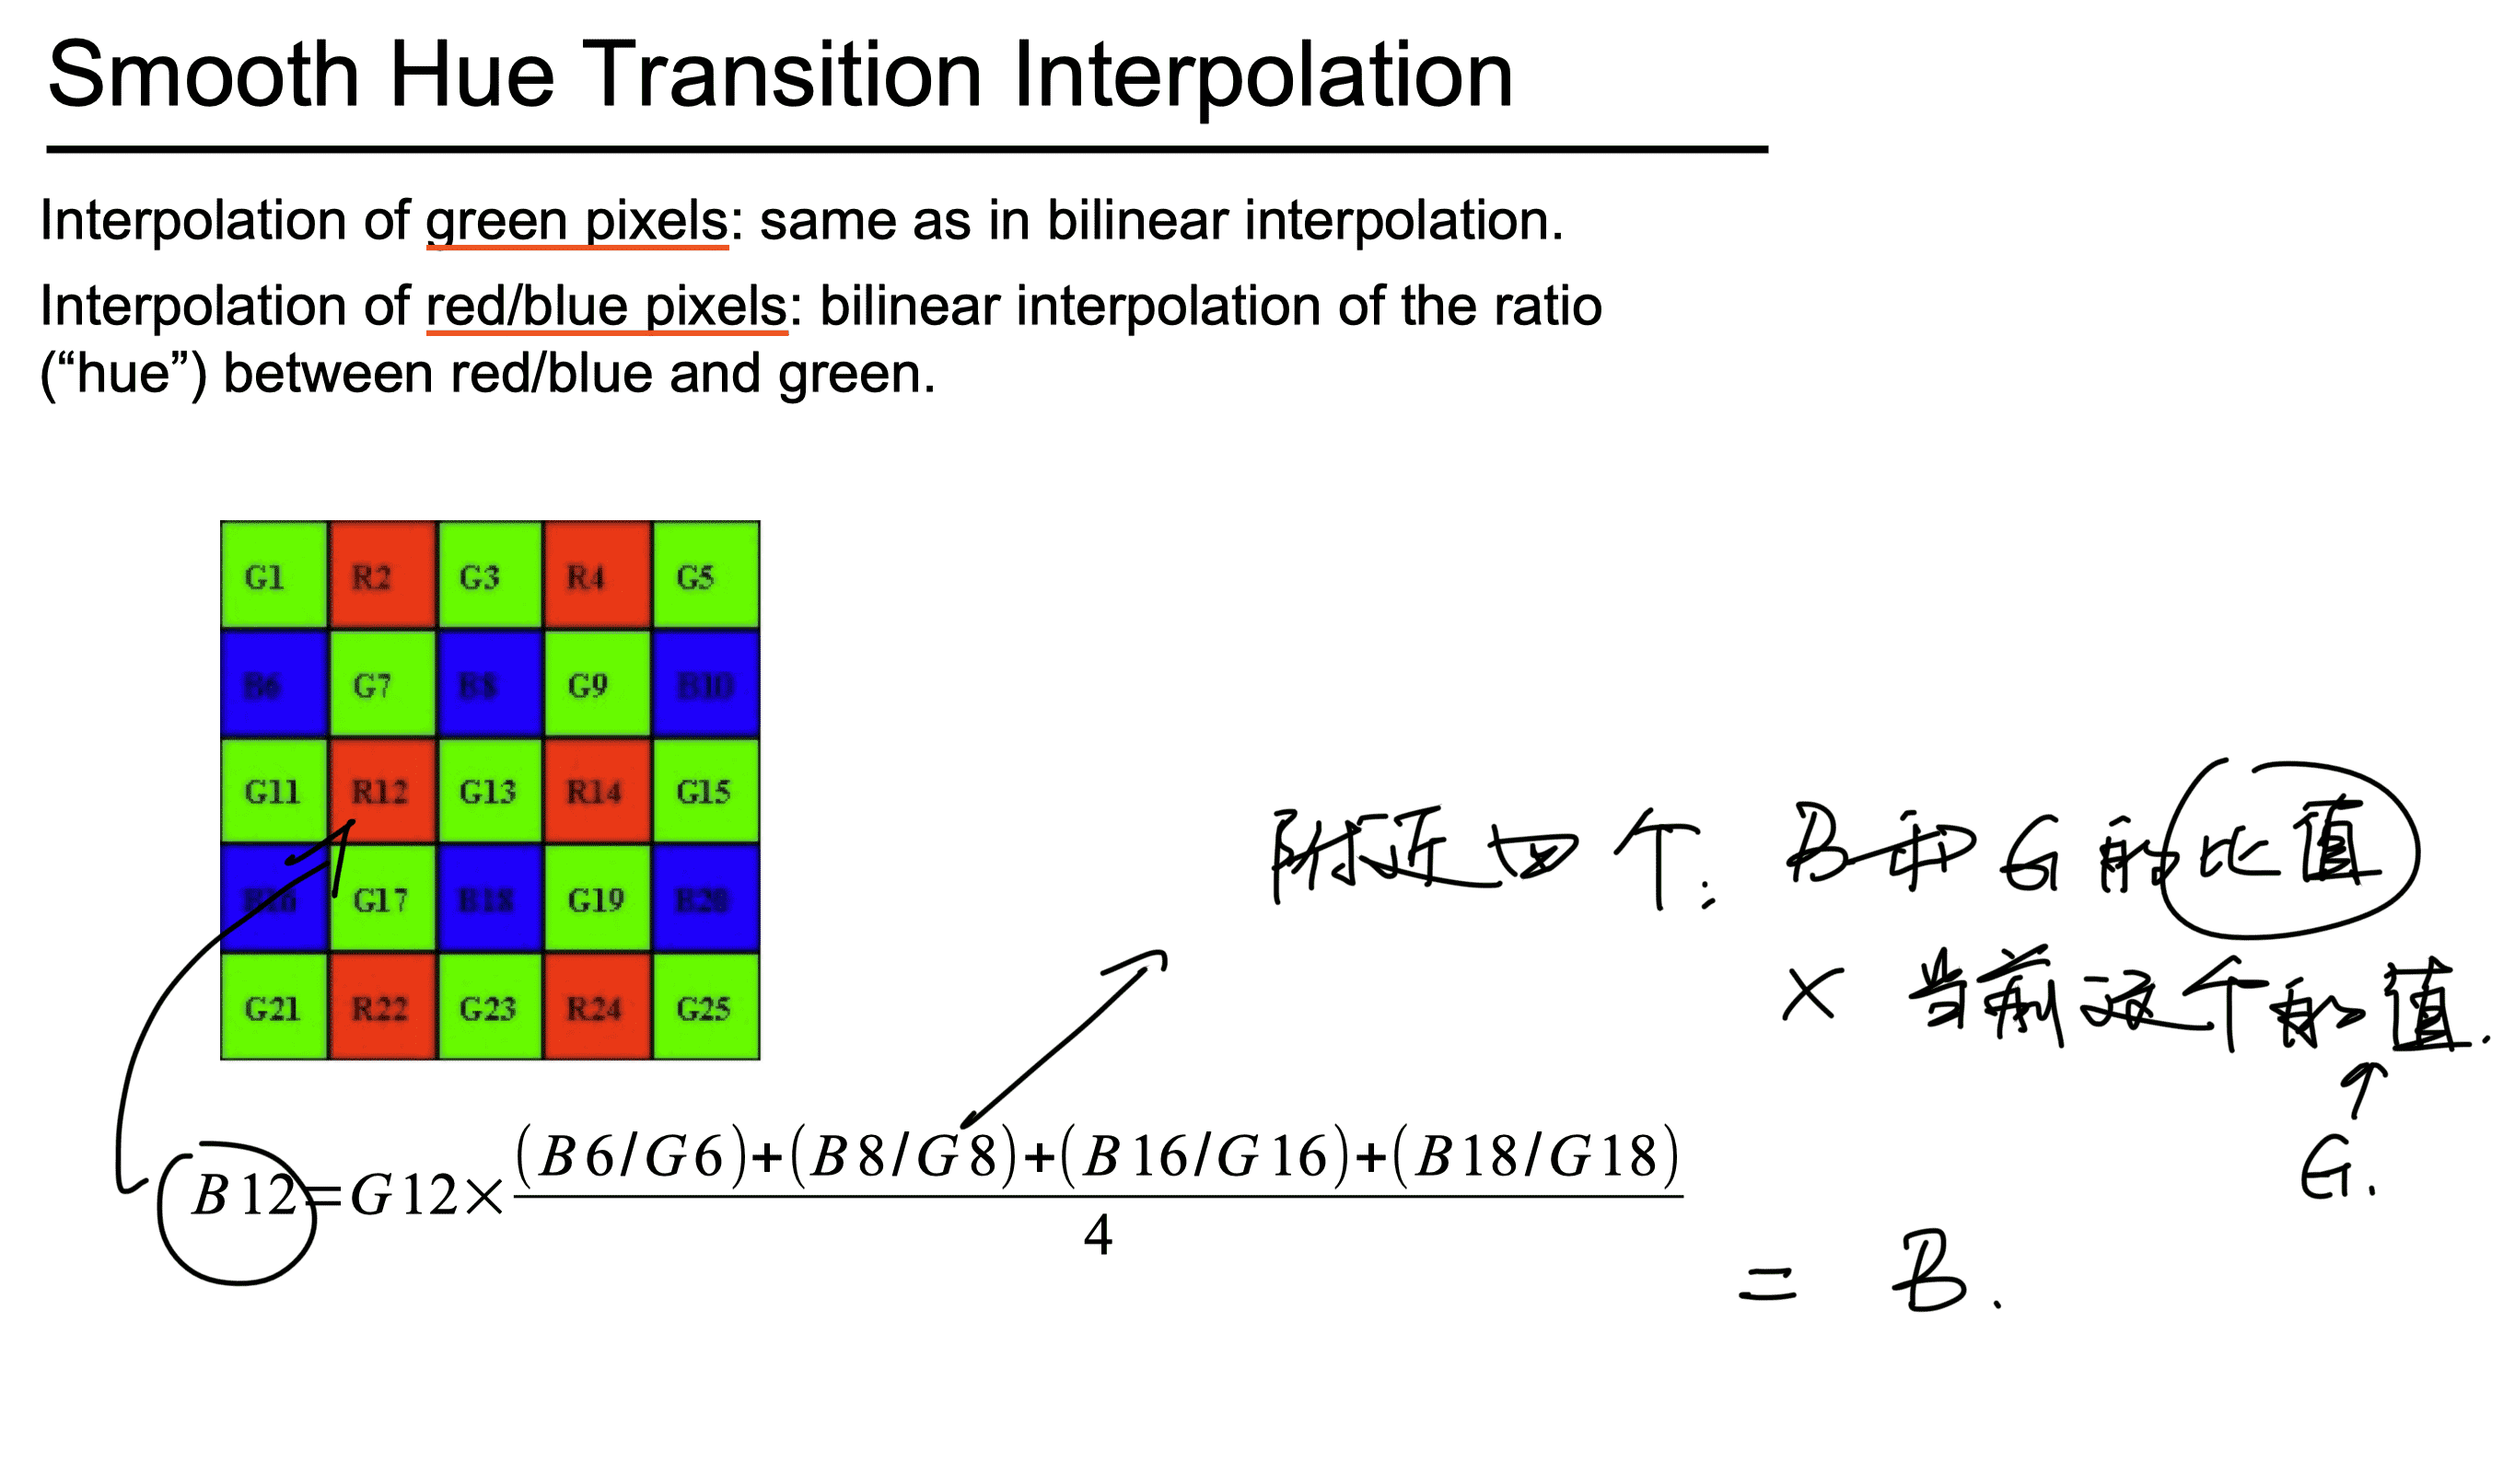 Smooth Hue Transition Interpolation
Interpolation of green pixels: same as in bilinear interpolation.
Interpolation of red/blue pixels: bilinear interpolation of the ratio
(“hue”) between red/blue and green.
G1 R2 G3 R4 G5
B6 G7 B8 G9 B10
G11 R12 G13 R14 G15
B16 G17 B18 G19 B20
G21 R22 G23 R24 G25
附近四个: B和G的比值
× 当前这个的值.
G.
B12=G12×(B6/G6)+(B8/G8)+(B16/G16)+(B18/G18)
4
= B.